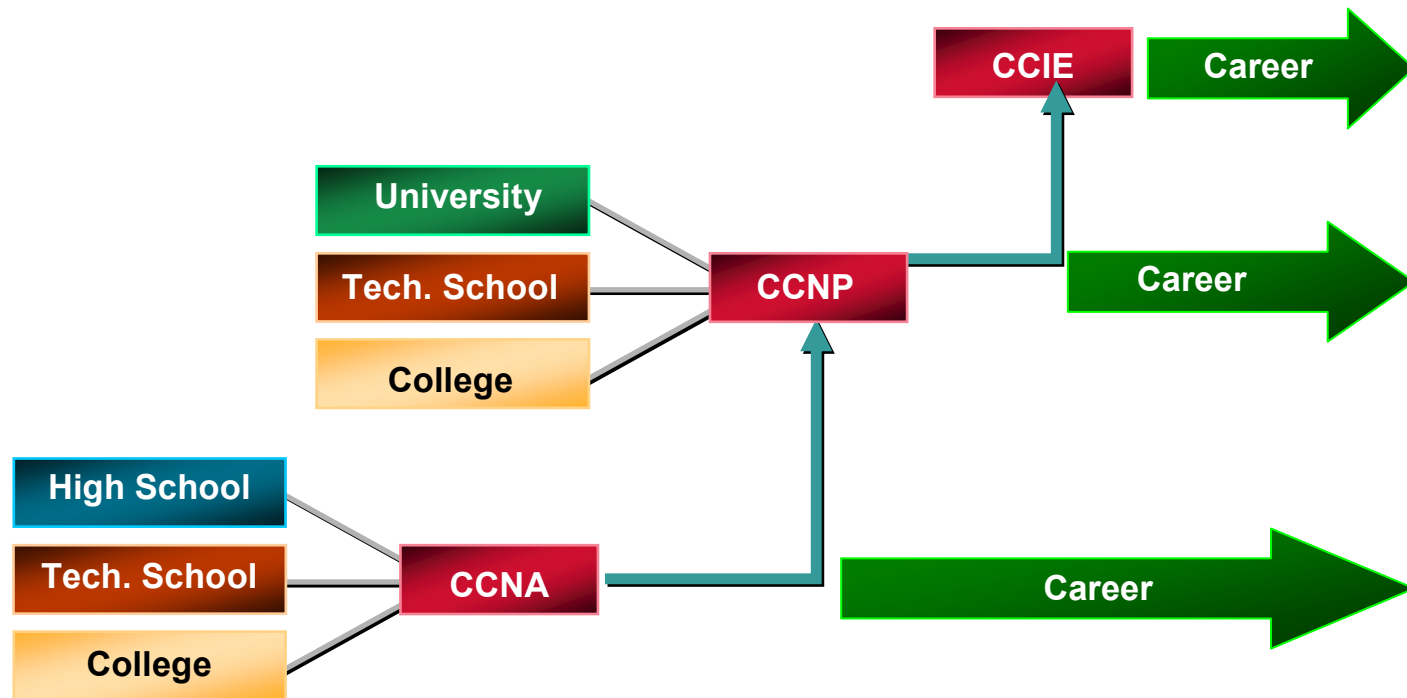 CCIE
Career
University
Tech. School
College
CCNP
Career
High School
Tech. School
College
CCNA
Career